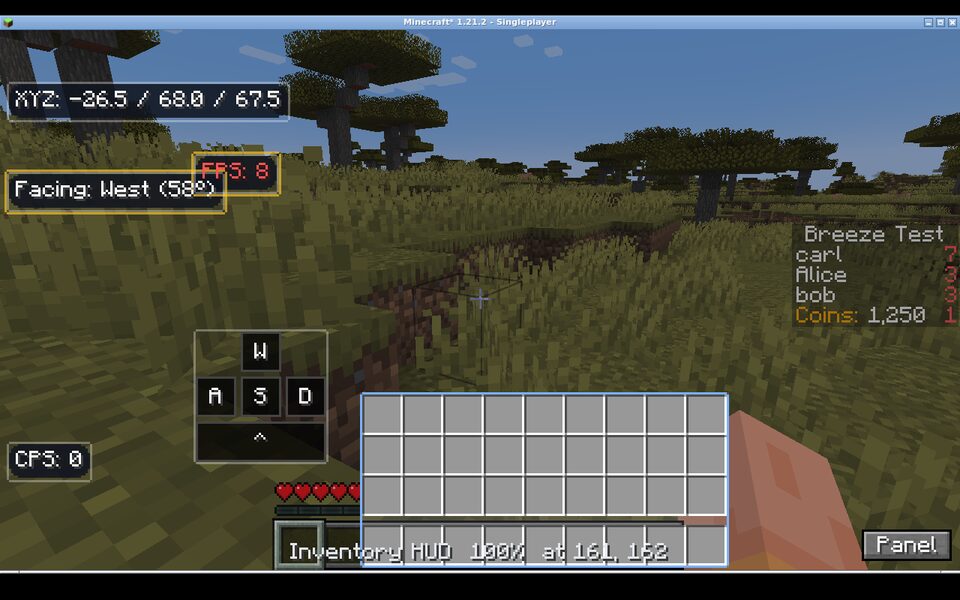 Minecraft* 1.21.2 - Singleplayer
XYZ: -26.5 / 68.0 / 67.5
FPS: 8
Facing: West (58º)
Breeze Test
carl 7
Alice 3
bob 3
Coins: 1,250 1
W
A S D
^
CPS: 0
Inventory HUD 100% at 161, 162
Panel